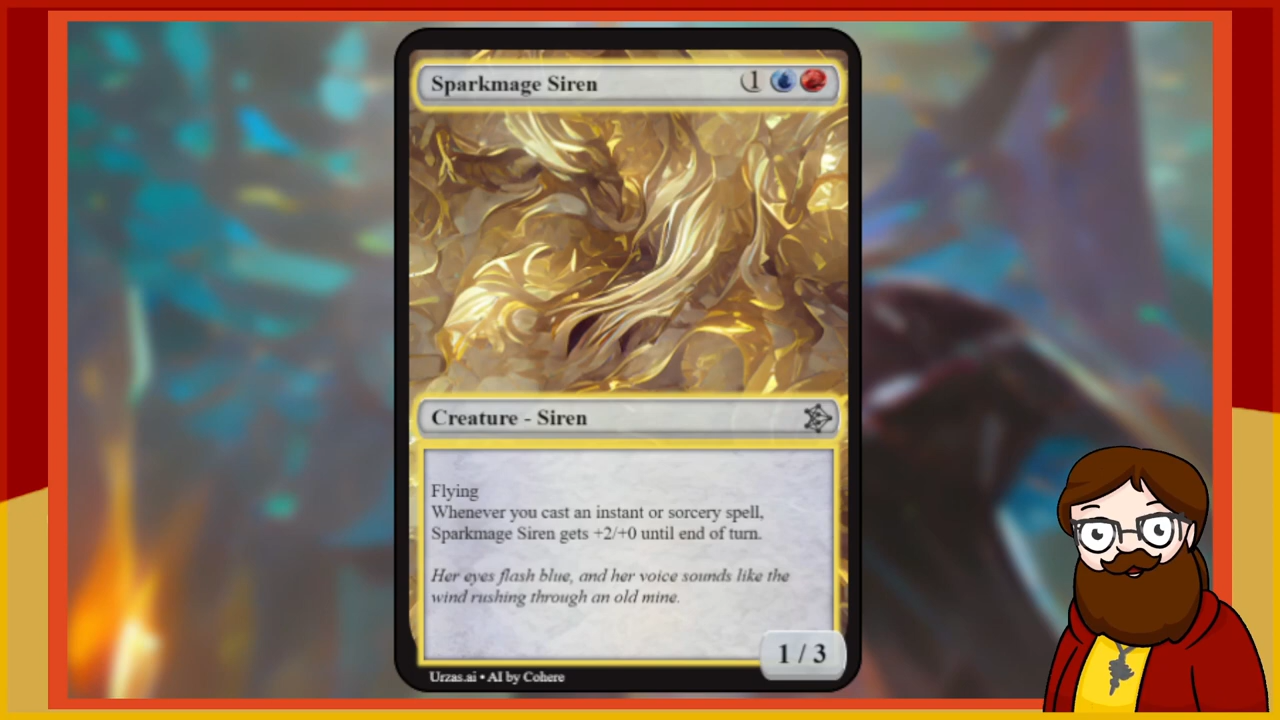 Sparkmage Siren 1
Creature - Siren
Flying
Whenever you cast an instant or sorcery spell,
Sparkmage Siren gets +2/+0 until end of turn.
Her eyes flash blue, and her voice sounds like the
wind rushing through an old mine.
1 / 3
Urzas.ai • AI by Cohere